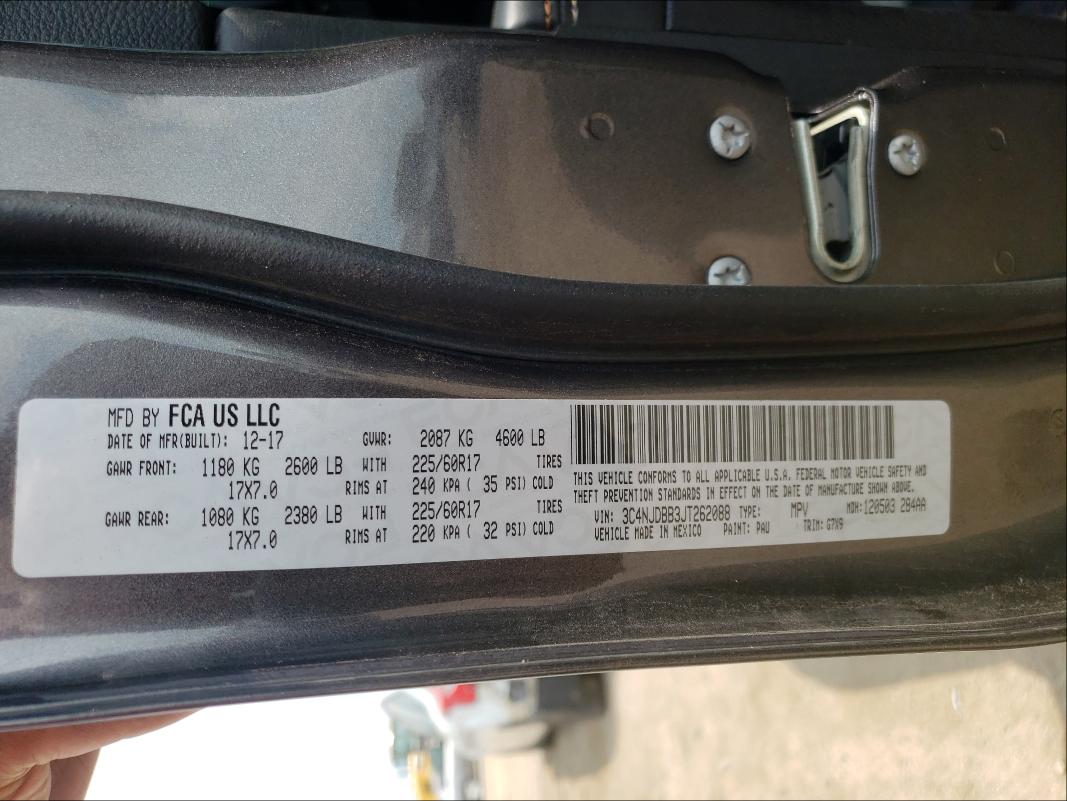 MFD BY FCA US LLC
DATE OF MFR(BUILT): 12-17 GVWR: 2087 KG 4600 LB
GAWR FRONT: 1180 KG 2600 LB WITH 225/60R17 TIRES
17X7.0 RIMS AT 240 KPA ( 35 PSI) COLD
GAWR REAR: 1080 KG 2380 LB WITH 225/60R17 TIRES
17X7.0 RIMS AT 220 KPA ( 32 PSI) COLD
THIS VEHICLE CONFORMS TO ALL APPLICABLE U.S.A. FEDERAL MOTOR VEHICLE SAFETY AND
THEFT PREVENTION STANDARDS IN EFFECT ON THE DATE OF MANUFACTURE SHOWN ABOVE.
VIN: 3C4NJDBB3JT262088 TYPE: MPV MDH: 120503 284AA
VEHICLE MADE IN MEXICO PAINT: PAU TRIM: G7X9